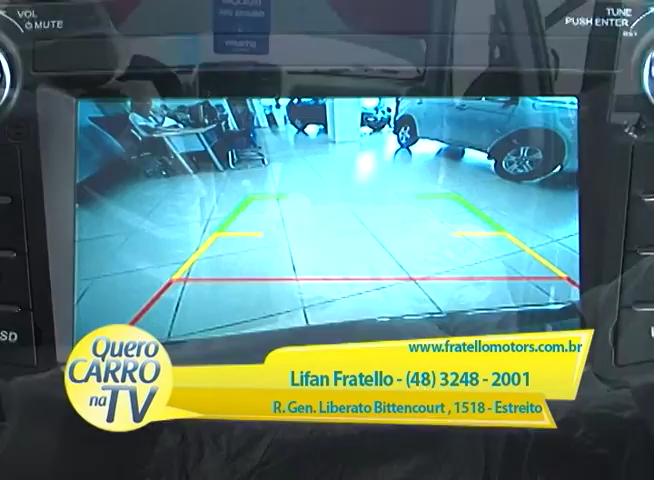 VOL
MUTE
TUNE
PUSH ENTER
SD
www.fratellomotors.com.br
Quero
CARRO
na
TV
Lifan Fratello - (48) 3248 - 2001
R. Gen. Liberato Bittencourt , 1518 - Estreito